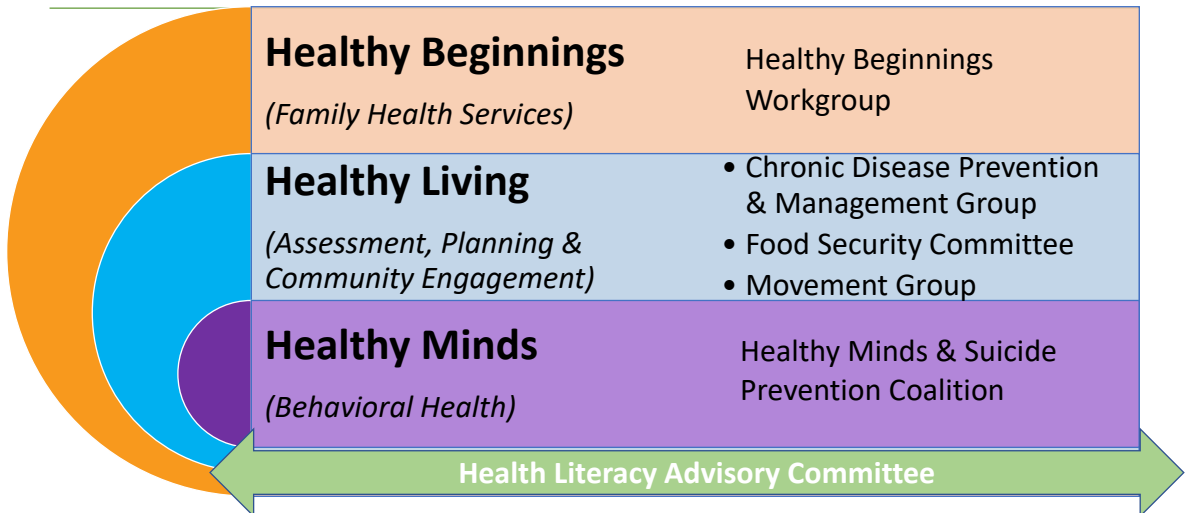 Healthy Beginnings
(Family Health Services)
Healthy Beginnings
Workgroup
Healthy Living
(Assessment, Planning &
Community Engagement)
• Chronic Disease Prevention
& Management Group
• Food Security Committee
• Movement Group
Healthy Minds
(Behavioral Health)
Healthy Minds & Suicide
Prevention Coalition
Health Literacy Advisory Committee